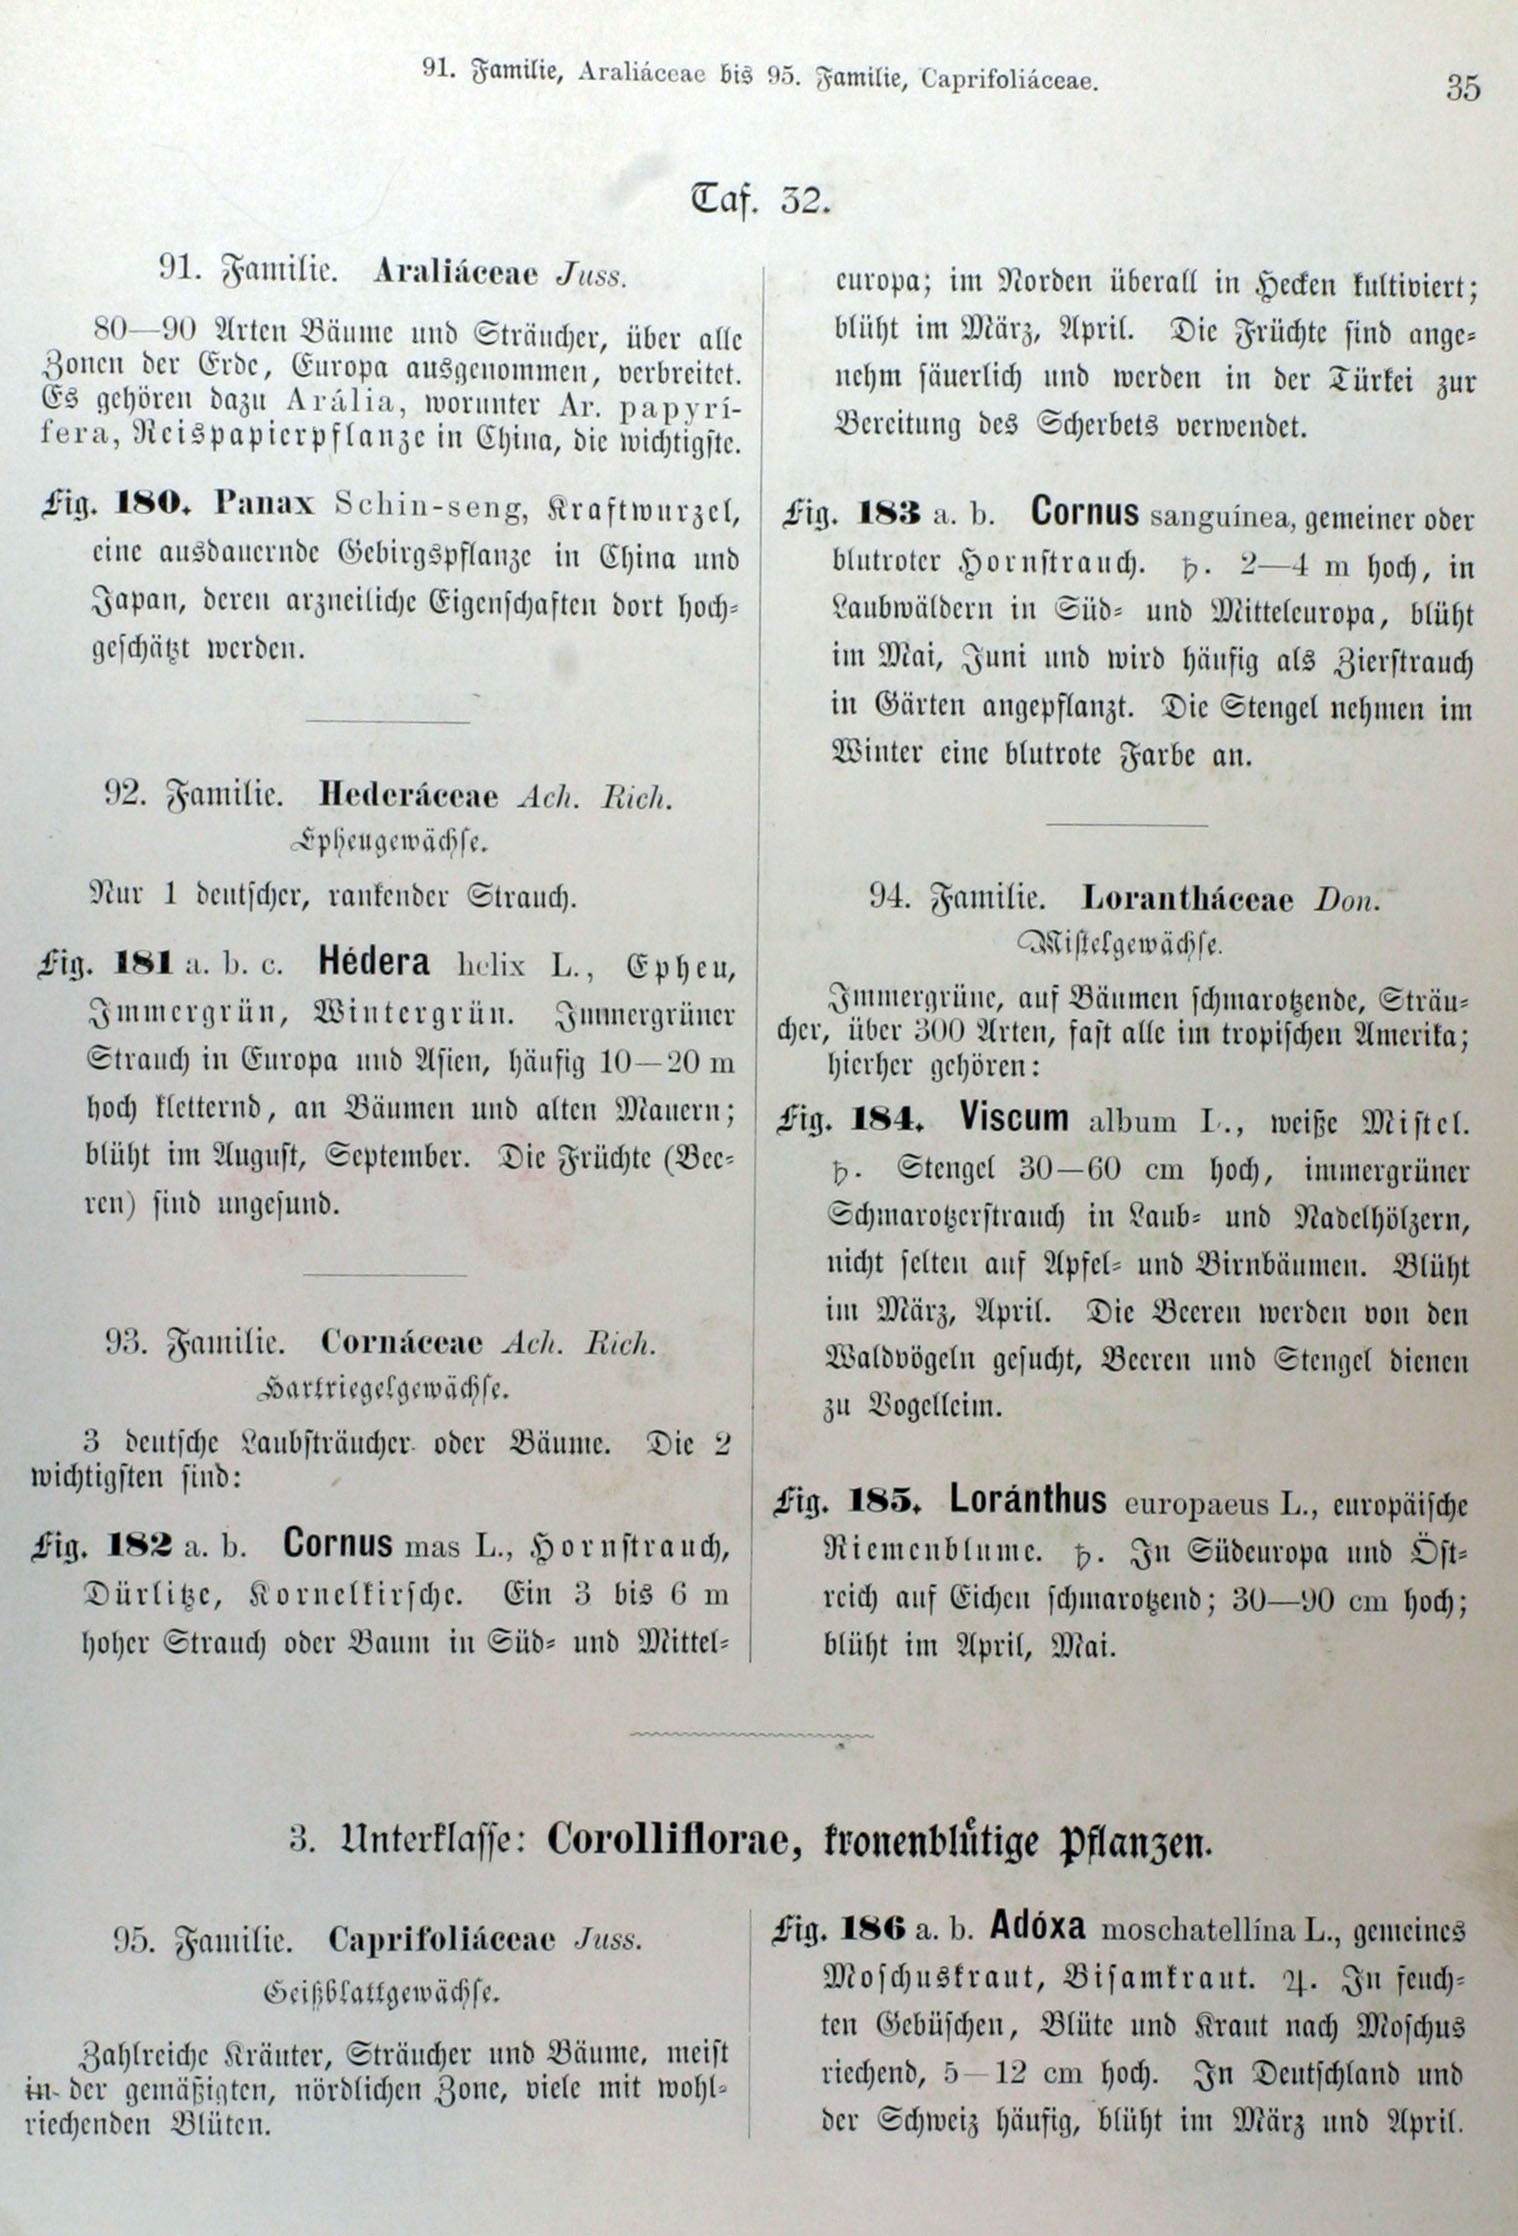 91. Familie, Araliáceae bis 95. Familie, Caprifoliáceae.
35
Taf. 32.
91. Familie. Araliáceae Juss.
80—90 Arten Bäume und Sträucher, über alle
Zonen der Erde, Europa ausgenommen, verbreitet.
Es gehören dazu Arália, worunter Ar. papyrí-
fera, Reispapierpflanze in China, die wichtigste.
Fig. 180. Panax Schin-seng, Kraftwurzel,
eine ausdauernde Gebirgspflanze in China und
Japan, deren arzneiliche Eigenschaften dort hoch-
geschätzt werden.
92. Familie. Hederáceae Ach. Rich.
Epheugewächse.
Nur 1 deutscher, rankender Strauch.
Fig. 181 a. b. c. Hédera helix L., Epheu,
Immergrün, Wintergrün. Immergrüner
Strauch in Europa und Asien, häufig 10—20 m
hoch kletternd, an Bäumen und alten Mauern;
blüht im August, September. Die Früchte (Bee-
ren) sind ungesund.
93. Familie. Cornáceae Ach. Rich.
Hartriegelgewächse.
3 deutsche Laubsträucher oder Bäume. Die 2
wichtigsten sind:
Fig. 182 a. b. Cornus mas L., Hornstrauch,
Dürlitze, Kornelkirsche. Ein 3 bis 6 m
hoher Strauch oder Baum in Süd- und Mittel-
europa; im Norden überall in Hecken kultiviert;
blüht im März, April. Die Früchte sind ange-
nehm säuerlich und werden in der Türkei zur
Bereitung des Scherbets verwendet.
Fig. 183 a. b. Cornus sanguínea, gemeiner oder
blutroter Hornstrauch. ♄. 2—4 m hoch, in
Laubwäldern in Süd- und Mitteleuropa, blüht
im Mai, Juni und wird häufig als Zierstrauch
in Gärten angepflanzt. Die Stengel nehmen im
Winter eine blutrote Farbe an.
94. Familie. Lorantháceae Don.
Mistelgewächse.
Immergrüne, auf Bäumen schmarotzende, Sträu-
cher, über 300 Arten, fast alle im tropischen Amerika;
hierher gehören:
Fig. 184. Viscum album L., weiße Mistel.
♄. Stengel 30—60 cm hoch, immergrüner
Schmarotzerstrauch in Laub- und Nadelhölzern,
nicht selten auf Apfel- und Birnbäumen. Blüht
im März, April. Die Beeren werden von den
Waldvögeln gesucht, Beeren und Stengel dienen
zu Vogelleim.
Fig. 185. Loránthus europaeus L., europäische
Riemenblume. ♄. In Südeuropa und Öst-
reich auf Eichen schmarotzend; 30—90 cm hoch;
blüht im April, Mai.
3. Unterklasse: Corolliflorae, kronenblütige Pflanzen.
95. Familie. Caprifoliáceae Juss.
Geißblattgewächse.
Zahlreiche Kräuter, Sträucher und Bäume, meist
in der gemäßigten, nördlichen Zone, viele mit wohl-
riechenden Blüten.
Fig. 186 a. b. Adóxa moschatellína L., gemeines
Moschuskraut, Bisamkraut. ♃. In feuch-
ten Gebüschen, Blüte und Kraut nach Moschus
riechend, 5—12 cm hoch. In Deutschland und
der Schweiz häufig, blüht im März und April.